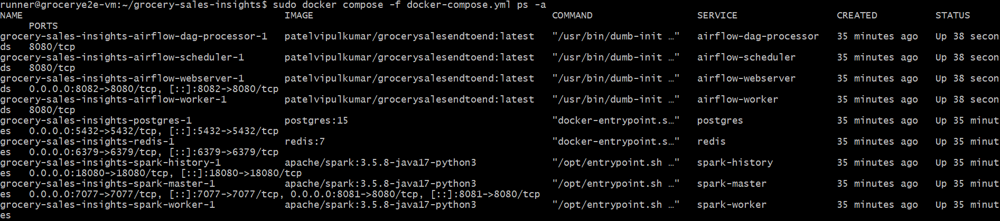 runner@grocerye2e-vm:~/grocery-sales-insights$ sudo docker compose -f docker-compose.yml ps -a
NAME IMAGE COMMAND SERVICE CREATED STATUS
PORTS
grocery-sales-insights-airflow-dag-processor-1 patelvipulkumar/grocerysalesendtoend:latest "/usr/bin/dumb-init …" airflow-dag-processor 35 minutes ago Up 38 secon
ds 8080/tcp
grocery-sales-insights-airflow-scheduler-1 patelvipulkumar/grocerysalesendtoend:latest "/usr/bin/dumb-init …" airflow-scheduler 35 minutes ago Up 38 secon
ds 8080/tcp
grocery-sales-insights-airflow-webserver-1 patelvipulkumar/grocerysalesendtoend:latest "/usr/bin/dumb-init …" airflow-webserver 35 minutes ago Up 38 secon
ds 0.0.0.0:8082->8080/tcp, [::]:8082->8080/tcp
grocery-sales-insights-airflow-worker-1 patelvipulkumar/grocerysalesendtoend:latest "/usr/bin/dumb-init …" airflow-worker 35 minutes ago Up 38 secon
ds 8080/tcp
grocery-sales-insights-postgres-1 postgres:15 "docker-entrypoint.s…" postgres 35 minutes ago Up 35 minut
es 0.0.0.0:5432->5432/tcp, [::]:5432->5432/tcp
grocery-sales-insights-redis-1 redis:7 "docker-entrypoint.s…" redis 35 minutes ago Up 35 minut
es 0.0.0.0:6379->6379/tcp, [::]:6379->6379/tcp
grocery-sales-insights-spark-history-1 apache/spark:3.5.8-java17-python3 "/opt/entrypoint.sh …" spark-history 35 minutes ago Up 35 minut
es 0.0.0.0:18080->18080/tcp, [::]:18080->18080/tcp
grocery-sales-insights-spark-master-1 apache/spark:3.5.8-java17-python3 "/opt/entrypoint.sh …" spark-master 35 minutes ago Up 35 minut
es 0.0.0.0:7077->7077/tcp, [::]:7077->7077/tcp, 0.0.0.0:8081->8080/tcp, [::]:8081->8080/tcp
grocery-sales-insights-spark-worker-1 apache/spark:3.5.8-java17-python3 "/opt/entrypoint.sh …" spark-worker 35 minutes ago Up 35 minut
es